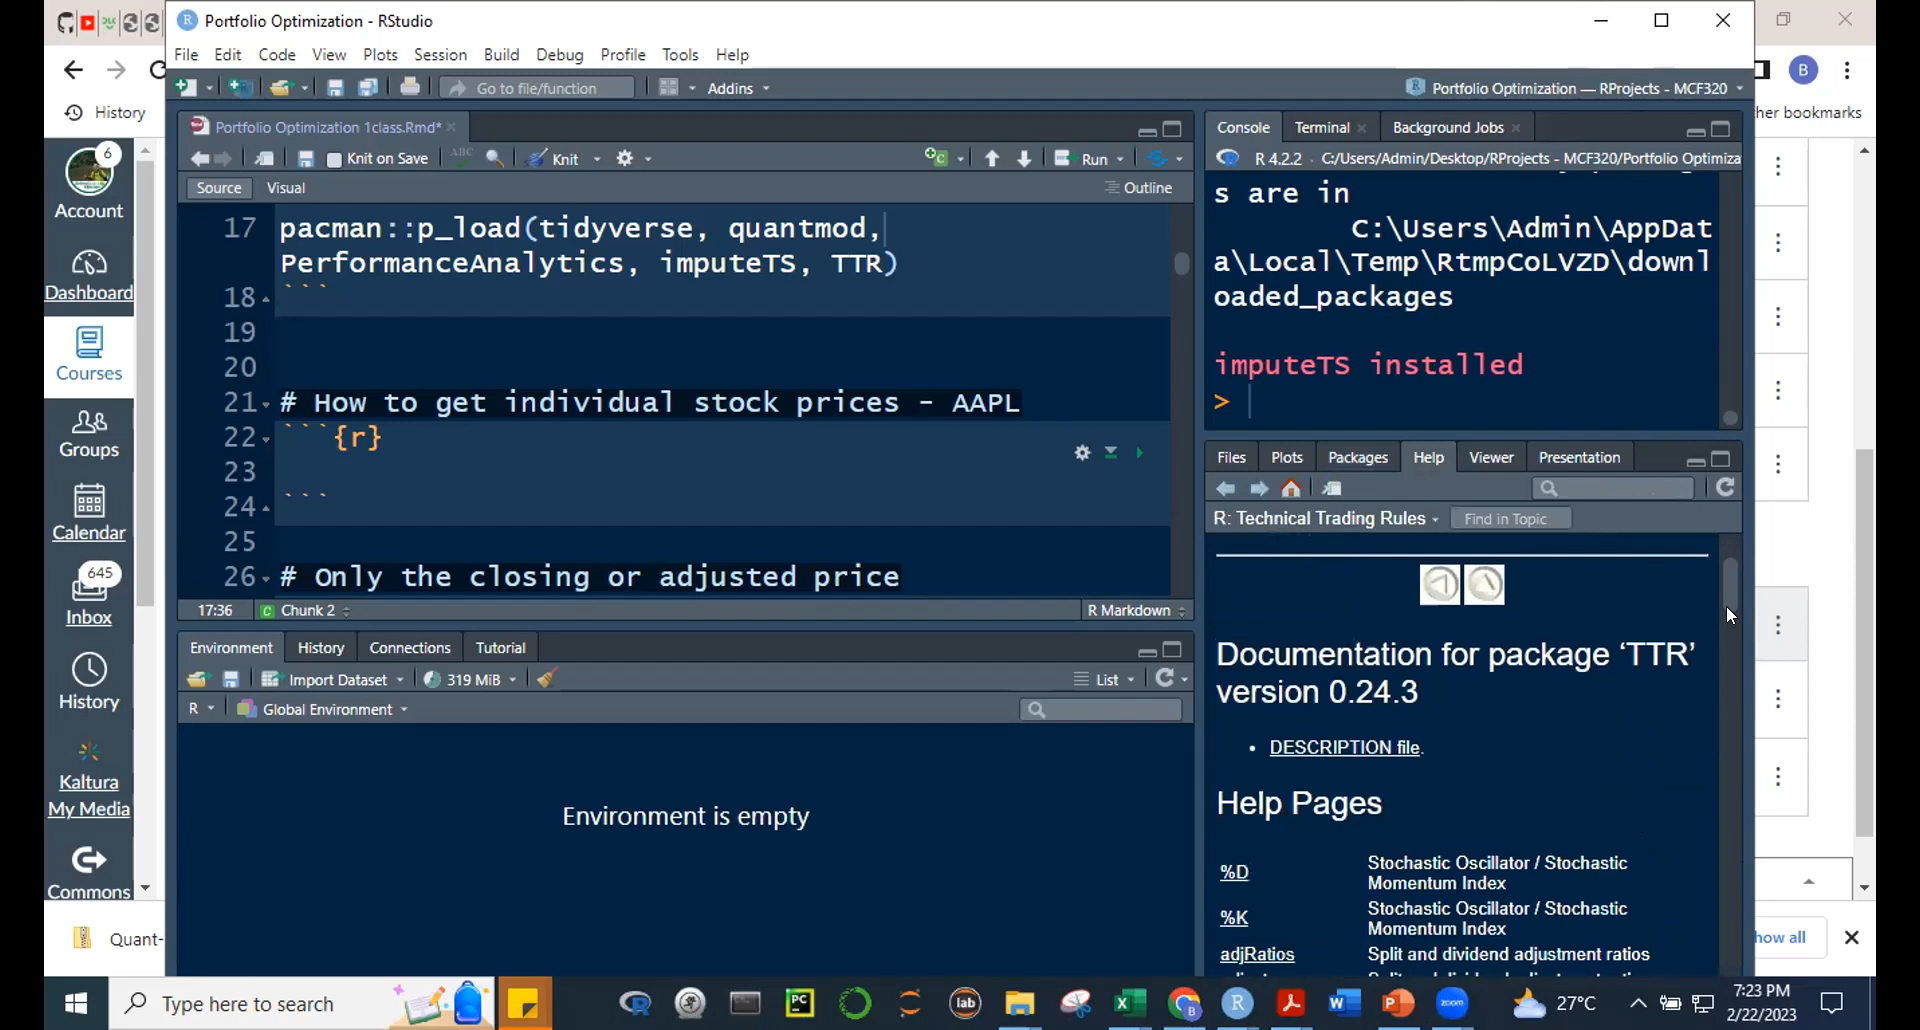 Portfolio Optimization - RStudio
File Edit Code View Plots Session Build Debug Profile Tools Help
Go to file/function
Addins
Portfolio Optimization — RProjects - MCF320
B
History
her bookmarks
6
Account
Dashboard
Courses
Groups
Calendar
645
Inbox
History
Kaltura
My Media
Commons
Portfolio Optimization 1class.Rmd*
Knit on Save
ABC
Knit
Run
Source Visual
Outline
17 pacman::p_load(tidyverse, quantmod,
PerformanceAnalytics, imputeTS, TTR)
18 ```
19
20
21 # How to get individual stock prices - AAPL
22 ```{r}
23
24 ```
25
26 # Only the closing or adjusted price
17:36 Chunk 2 R Markdown
Environment History Connections Tutorial
Import Dataset 319 MiB List
R Global Environment
Environment is empty
Console Terminal Background Jobs
R 4.2.2 · C:/Users/Admin/Desktop/RProjects - MCF320/Portfolio Optimiza
s are in
C:\Users\Admin\AppDat
a\Local\Temp\RtmpCoLVZD\downl
oaded_packages
imputeTS installed
>
Files Plots Packages Help Viewer Presentation
R: Technical Trading Rules Find in Topic
Documentation for package ‘TTR’
version 0.24.3
• DESCRIPTION file.
Help Pages
%D Stochastic Oscillator / Stochastic
Momentum Index
%K Stochastic Oscillator / Stochastic
Momentum Index
adjRatios Split and dividend adjustment ratios
Quant-
how all
Type here to search
PC
lab
zoom
27°C
7:23 PM
2/22/2023